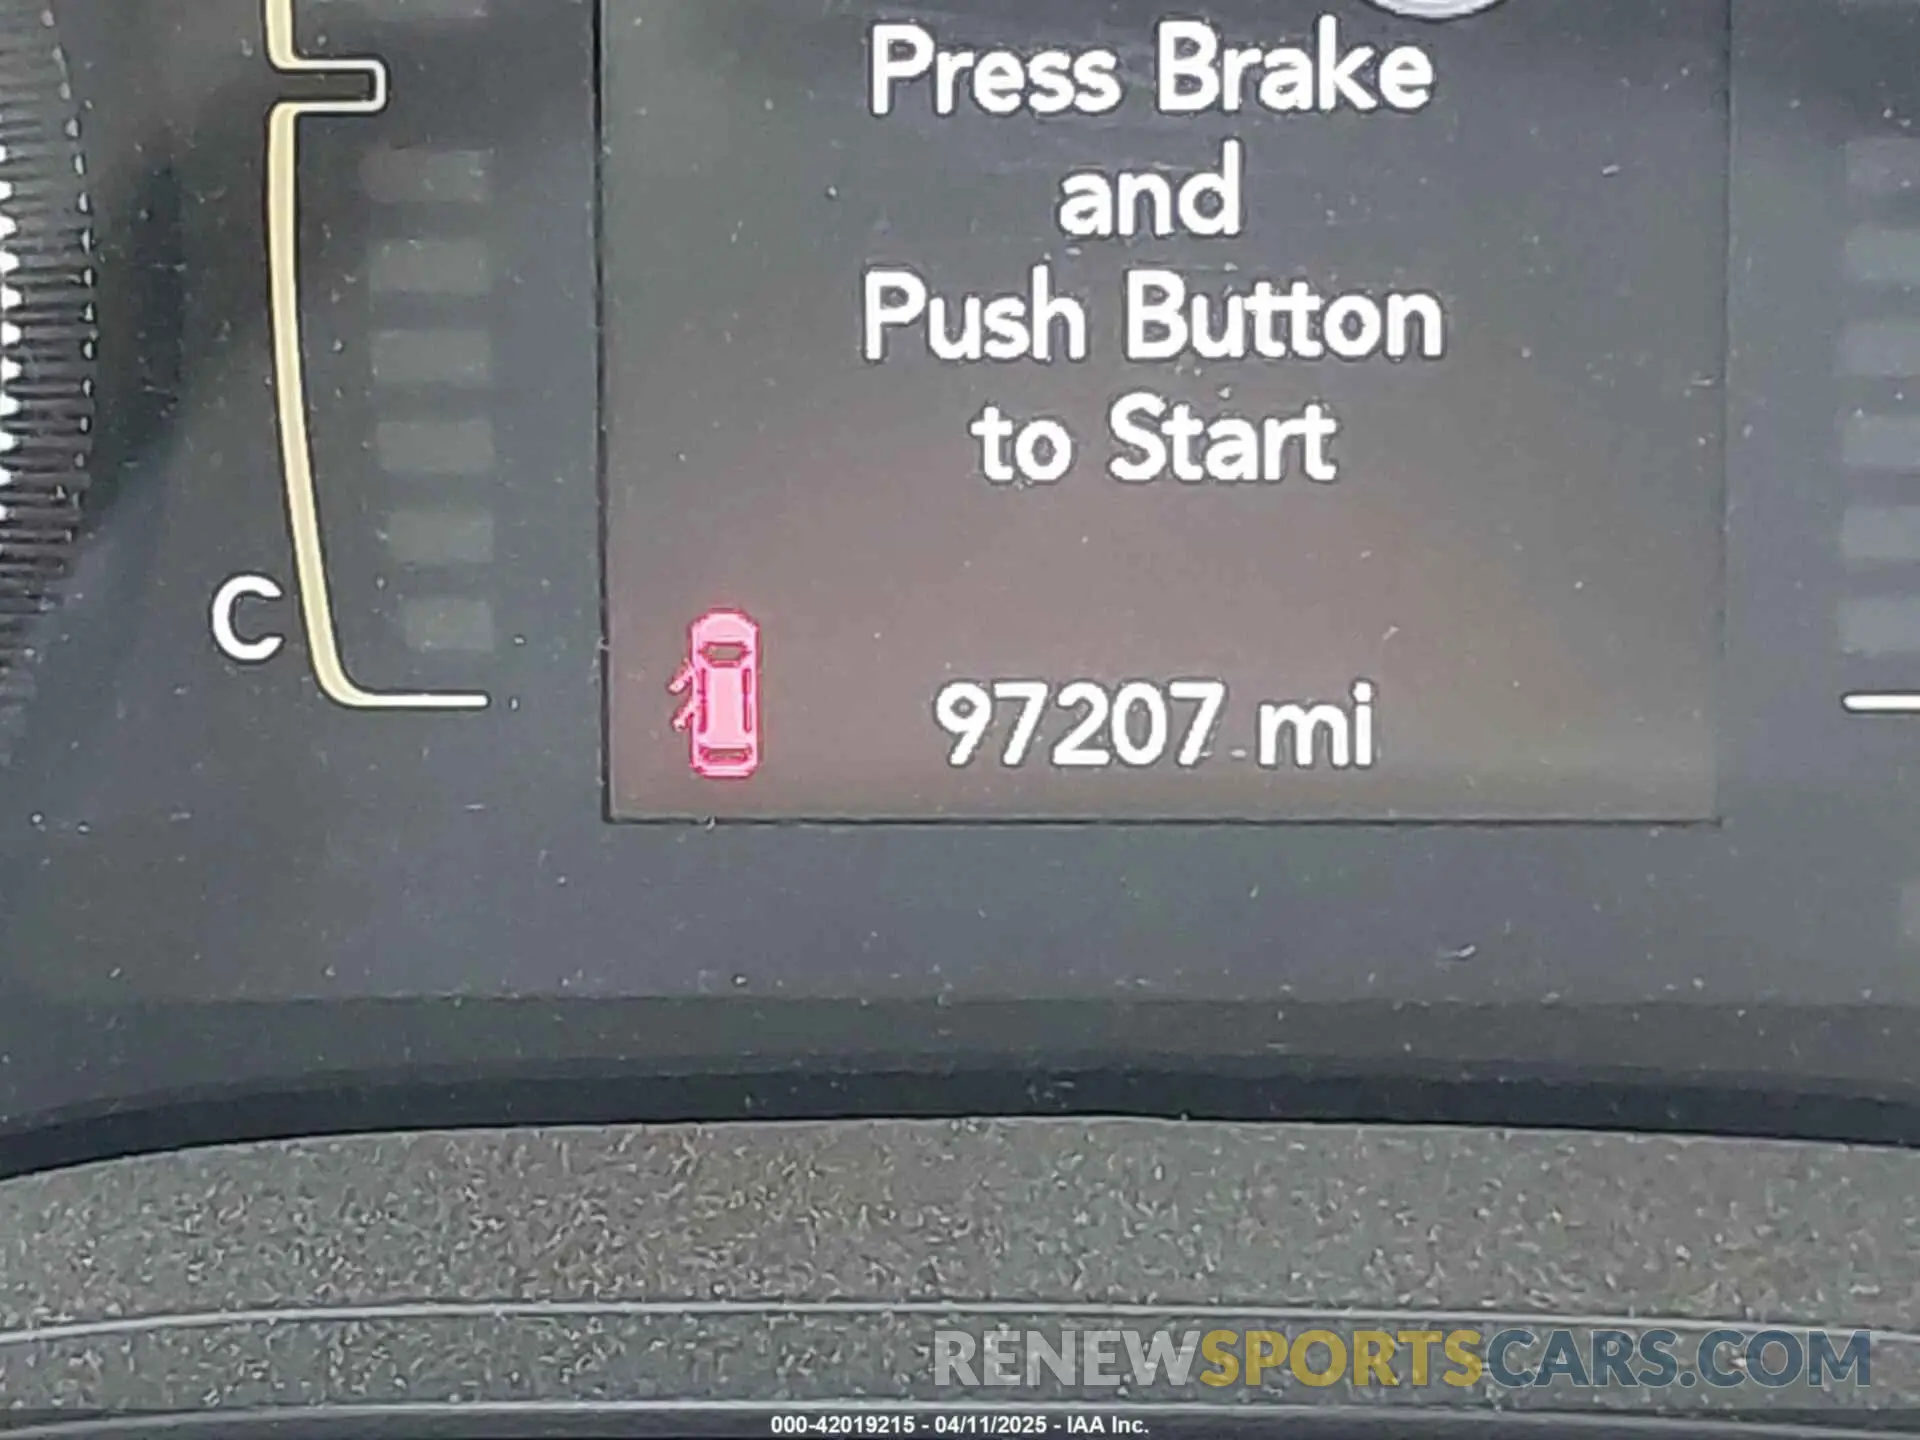 Press Brake
and
Push Button
to Start
C
97207 mi
RENEWSPORTSCARS.COM
000-42019215 - 04/11/2025 - IAA Inc.